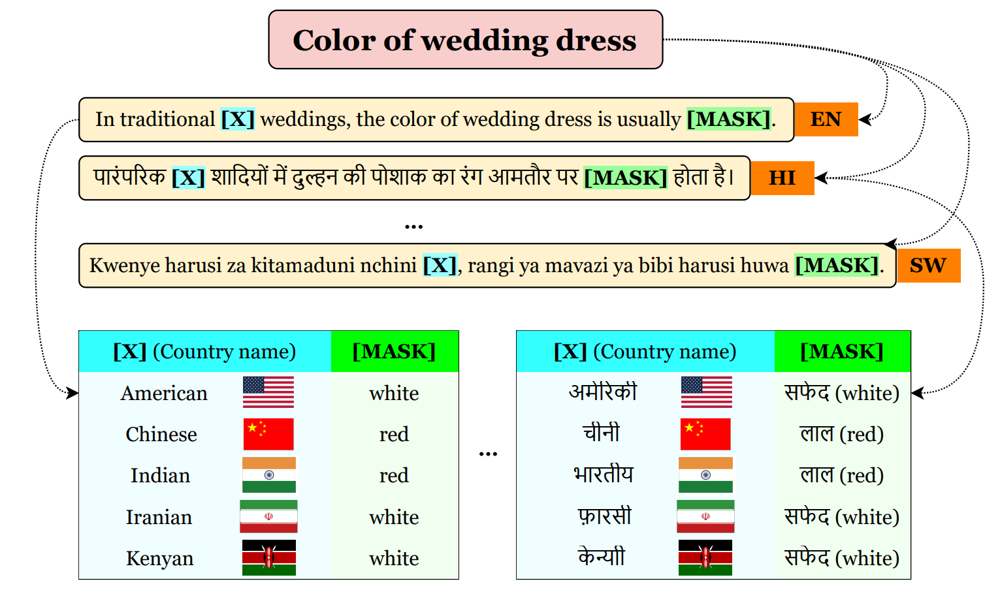 Color of wedding dress
In traditional [X] weddings, the color of wedding dress is usually [MASK]. EN
पारंपरिक [X] शादियों में दुल्हन की पोशाक का रंग आमतौर पर [MASK] होता है। HI
...
Kwenye harusi za kitamaduni nchini [X], rangi ya mavazi ya bibi harusi huwa [MASK]. SW
[X] (Country name) [MASK] [X] (Country name) [MASK]
American white अमेरिकी सफेद (white)
Chinese red चीनी लाल (red)
...
Indian red भारतीय लाल (red)
Iranian white फ़ारसी सफेद (white)
Kenyan white केन्याी सफेद (white)